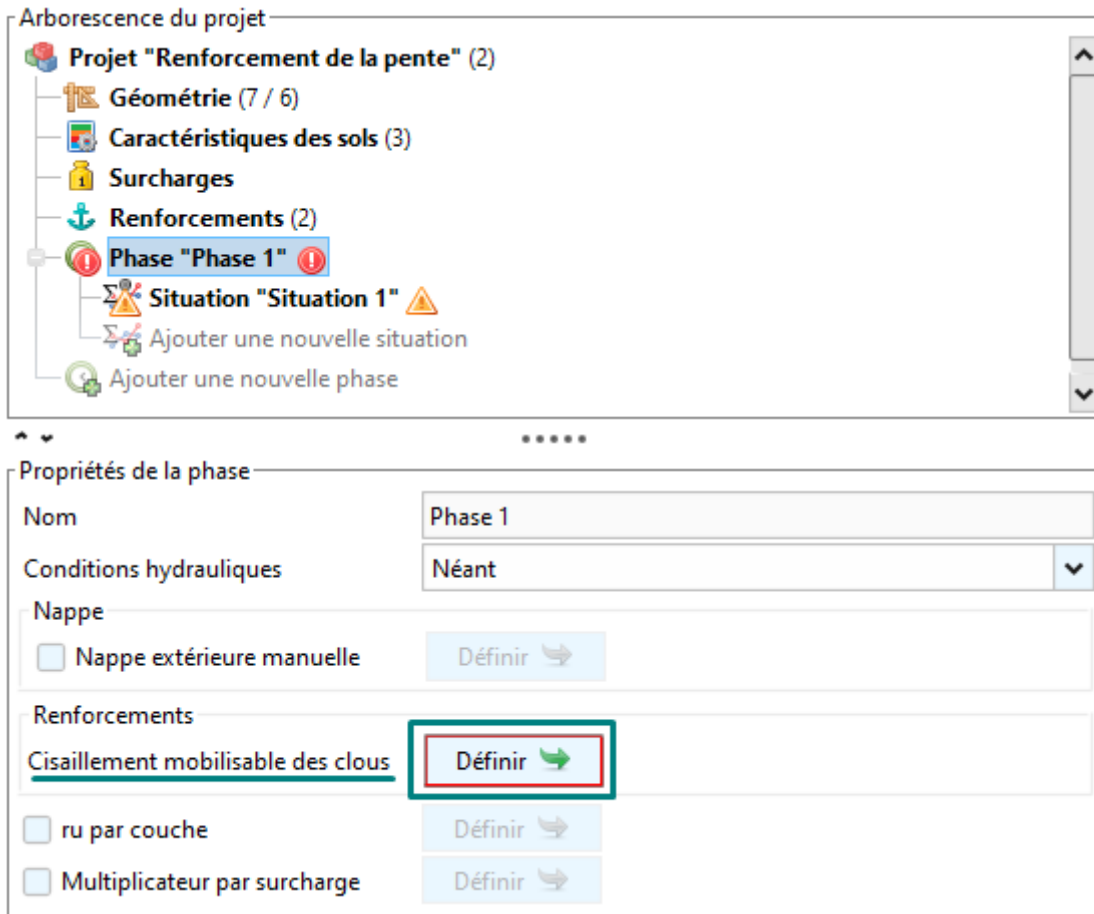 Arborescence du projet
Projet "Renforcement de la pente" (2)
Géométrie (7 / 6)
Caractéristiques des sols (3)
1 Surcharges
Renforcements (2)
Phase "Phase 1"
Situation "Situation 1"
Ajouter une nouvelle situation
Ajouter une nouvelle phase
Propriétés de la phase
Nom Phase 1
Conditions hydrauliques Néant
Nappe
Nappe extérieure manuelle Définir
Renforcements
Cisaillement mobilisable des clous Définir
ru par couche Définir
Multiplicateur par surcharge Définir